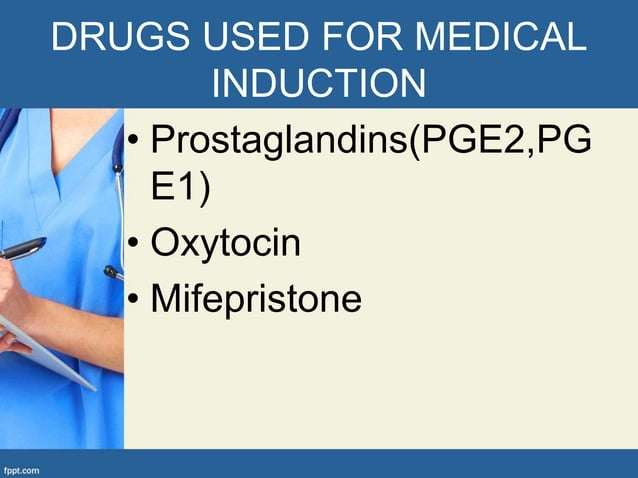 DRUGS USED FOR MEDICAL
INDUCTION
• Prostaglandins(PGE2,PG
E1)
• Oxytocin
• Mifepristone
fppt.com